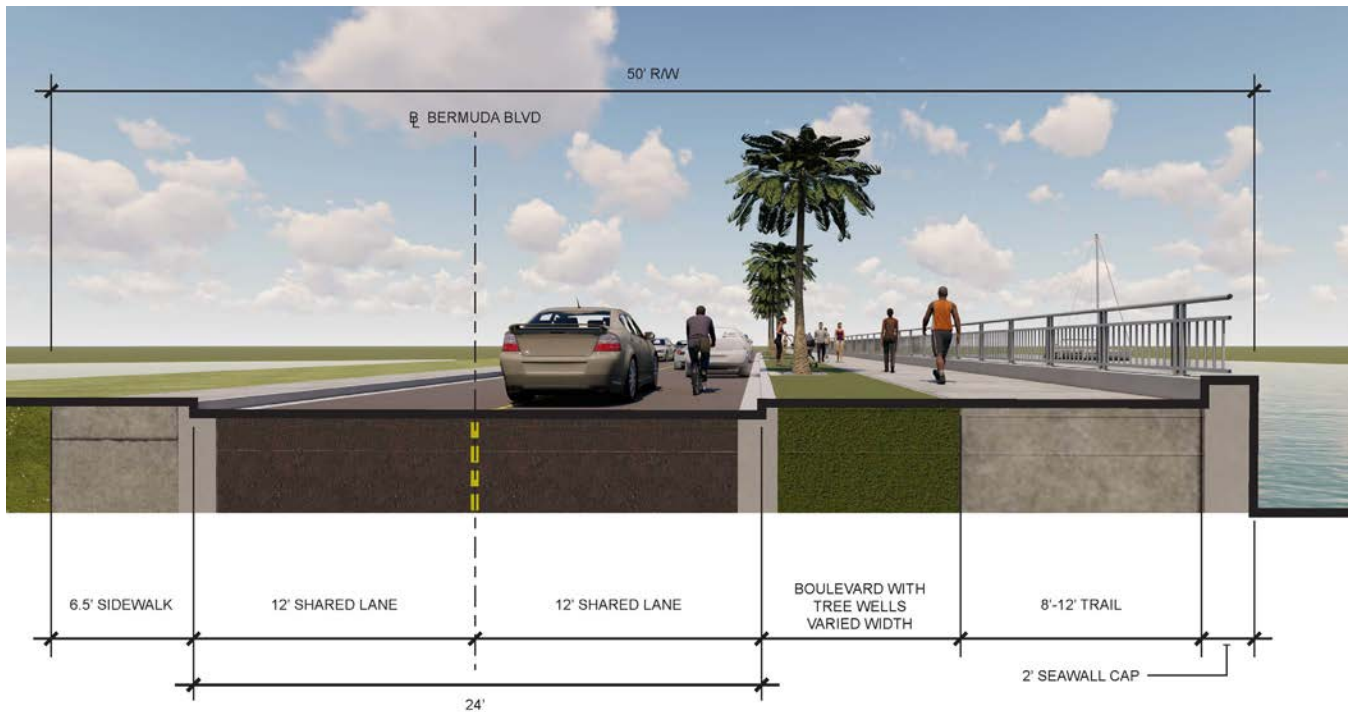 50' R/W
℄ BERMUDA BLVD
6.5' SIDEWALK
12' SHARED LANE
12' SHARED LANE
BOULEVARD WITH
TREE WELLS
VARIED WIDTH
8'-12' TRAIL
2' SEAWALL CAP
24'